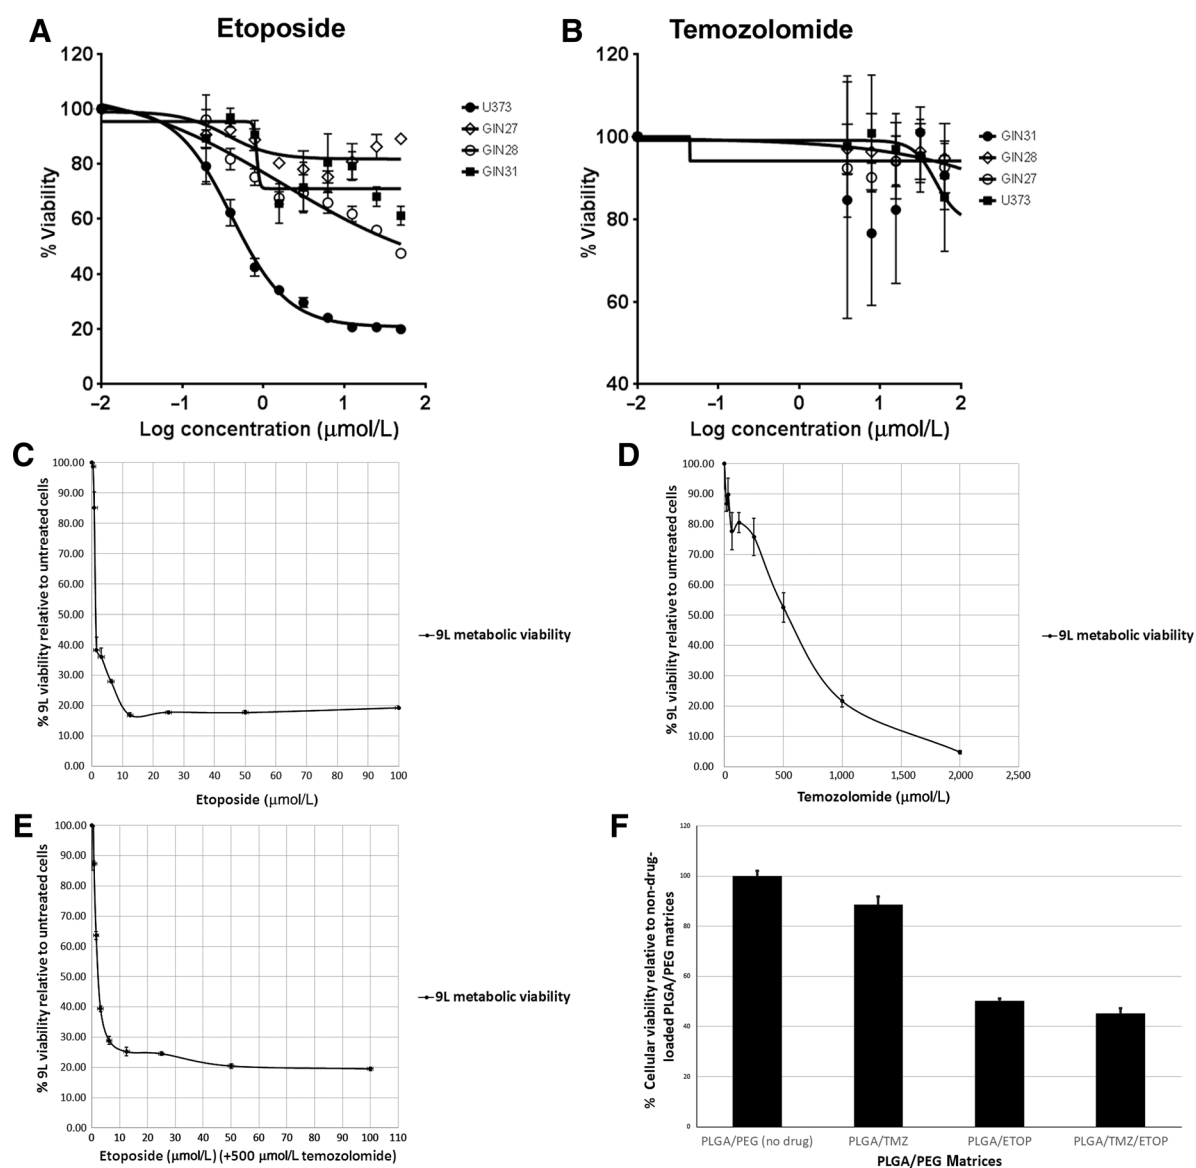 A
Etoposide
120
100
80
60
40
20
0
% Viability
−2
−1
0
1
2
Log concentration (μmol/L)
U373
GIN27
GIN28
GIN31
B
Temozolomide
120
100
80
60
40
% Viability
−2
−1
0
1
2
Log concentration (μmol/L)
GIN31
GIN28
GIN27
U373
C
% 9L viability relative to untreated cells
100.00
90.00
80.00
70.00
60.00
50.00
40.00
30.00
20.00
10.00
0.00
0 10 20 30 40 50 60 70 80 90 100
Etoposide (μmol/L)
9L metabolic viability
D
% 9L viability relative to untreated cells
100.00
90.00
80.00
70.00
60.00
50.00
40.00
30.00
20.00
10.00
0.00
0 500 1,000 1,500 2,000 2,500
Temozolomide (μmol/L)
9L metabolic viability
E
% 9L viability relative to untreated cells
100.00
90.00
80.00
70.00
60.00
50.00
40.00
30.00
20.00
10.00
0.00
0 10 20 30 40 50 60 70 80 90 100 110
Etoposide (μmol/L) (+500 μmol/L temozolomide)
9L metabolic viability
F
% Cellular viability relative to non-drug-
loaded PLGA/PEG matrices
120
100
80
60
40
20
0
PLGA/PEG (no drug) PLGA/TMZ PLGA/ETOP PLGA/TMZ/ETOP
PLGA/PEG Matrices